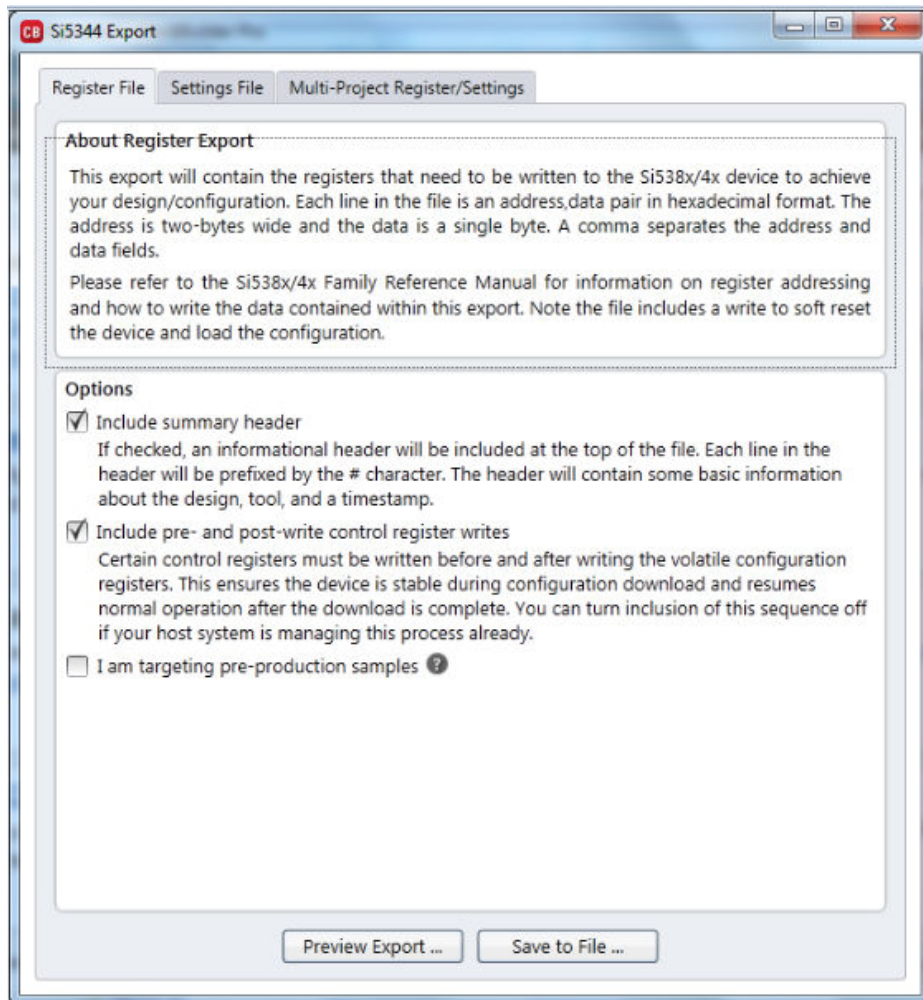 CB Si5344 Export
Register File Settings File Multi-Project Register/Settings
About Register Export
This export will contain the registers that need to be written to the Si538x/4x device to achieve
your design/configuration. Each line in the file is an address,data pair in hexadecimal format. The
address is two-bytes wide and the data is a single byte. A comma separates the address and
data fields.
Please refer to the Si538x/4x Family Reference Manual for information on register addressing
and how to write the data contained within this export. Note the file includes a write to soft reset
the device and load the configuration.
Options
Include summary header
If checked, an informational header will be included at the top of the file. Each line in the
header will be prefixed by the # character. The header will contain some basic information
about the design, tool, and a timestamp.
Include pre- and post-write control register writes
Certain control registers must be written before and after writing the volatile configuration
registers. This ensures the device is stable during configuration download and resumes
normal operation after the download is complete. You can turn inclusion of this sequence off
if your host system is managing this process already.
I am targeting pre-production samples ?
Preview Export ... Save to File ...